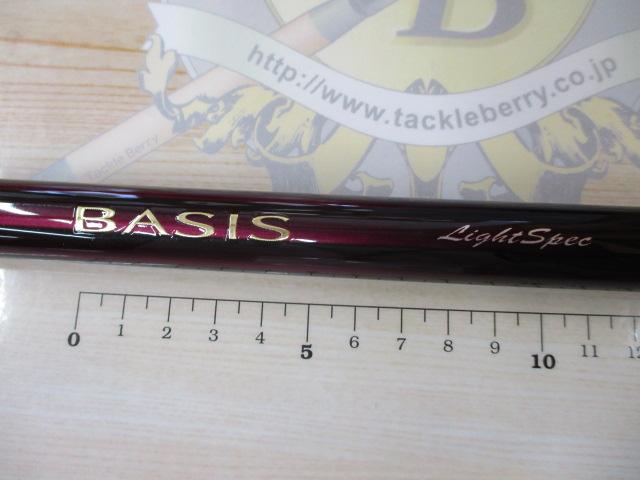 B
http://www.tackleberry.co.jp
Tackle Berry
BASIS LightSpec
0 1 2 3 4 5 6 7 8 9 10 11 12